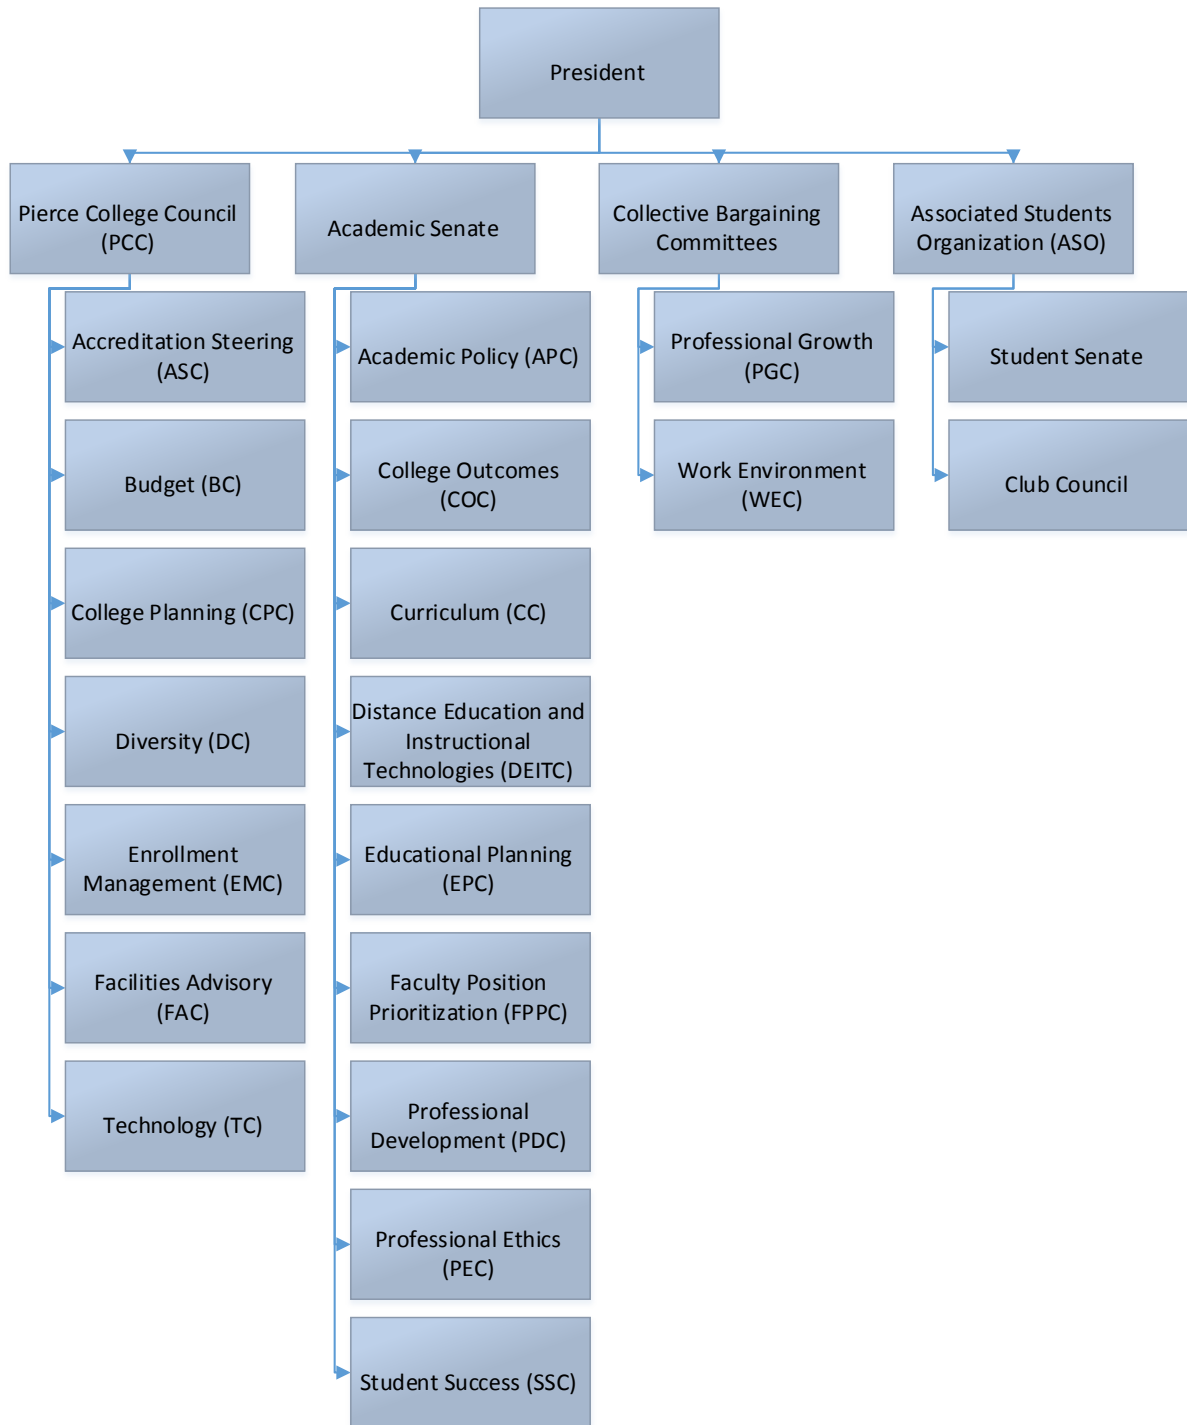 President
Pierce College Council
(PCC)
Academic Senate
Collective Bargaining
Committees
Associated Students
Organization (ASO)
Accreditation Steering
(ASC)
Budget (BC)
College Planning (CPC)
Diversity (DC)
Enrollment
Management (EMC)
Facilities Advisory
(FAC)
Technology (TC)
Academic Policy (APC)
College Outcomes
(COC)
Curriculum (CC)
Distance Education and
Instructional
Technologies (DEITC)
Educational Planning
(EPC)
Faculty Position
Prioritization (FPPC)
Professional
Development (PDC)
Professional Ethics
(PEC)
Student Success (SSC)
Professional Growth
(PGC)
Work Environment
(WEC)
Student Senate
Club Council